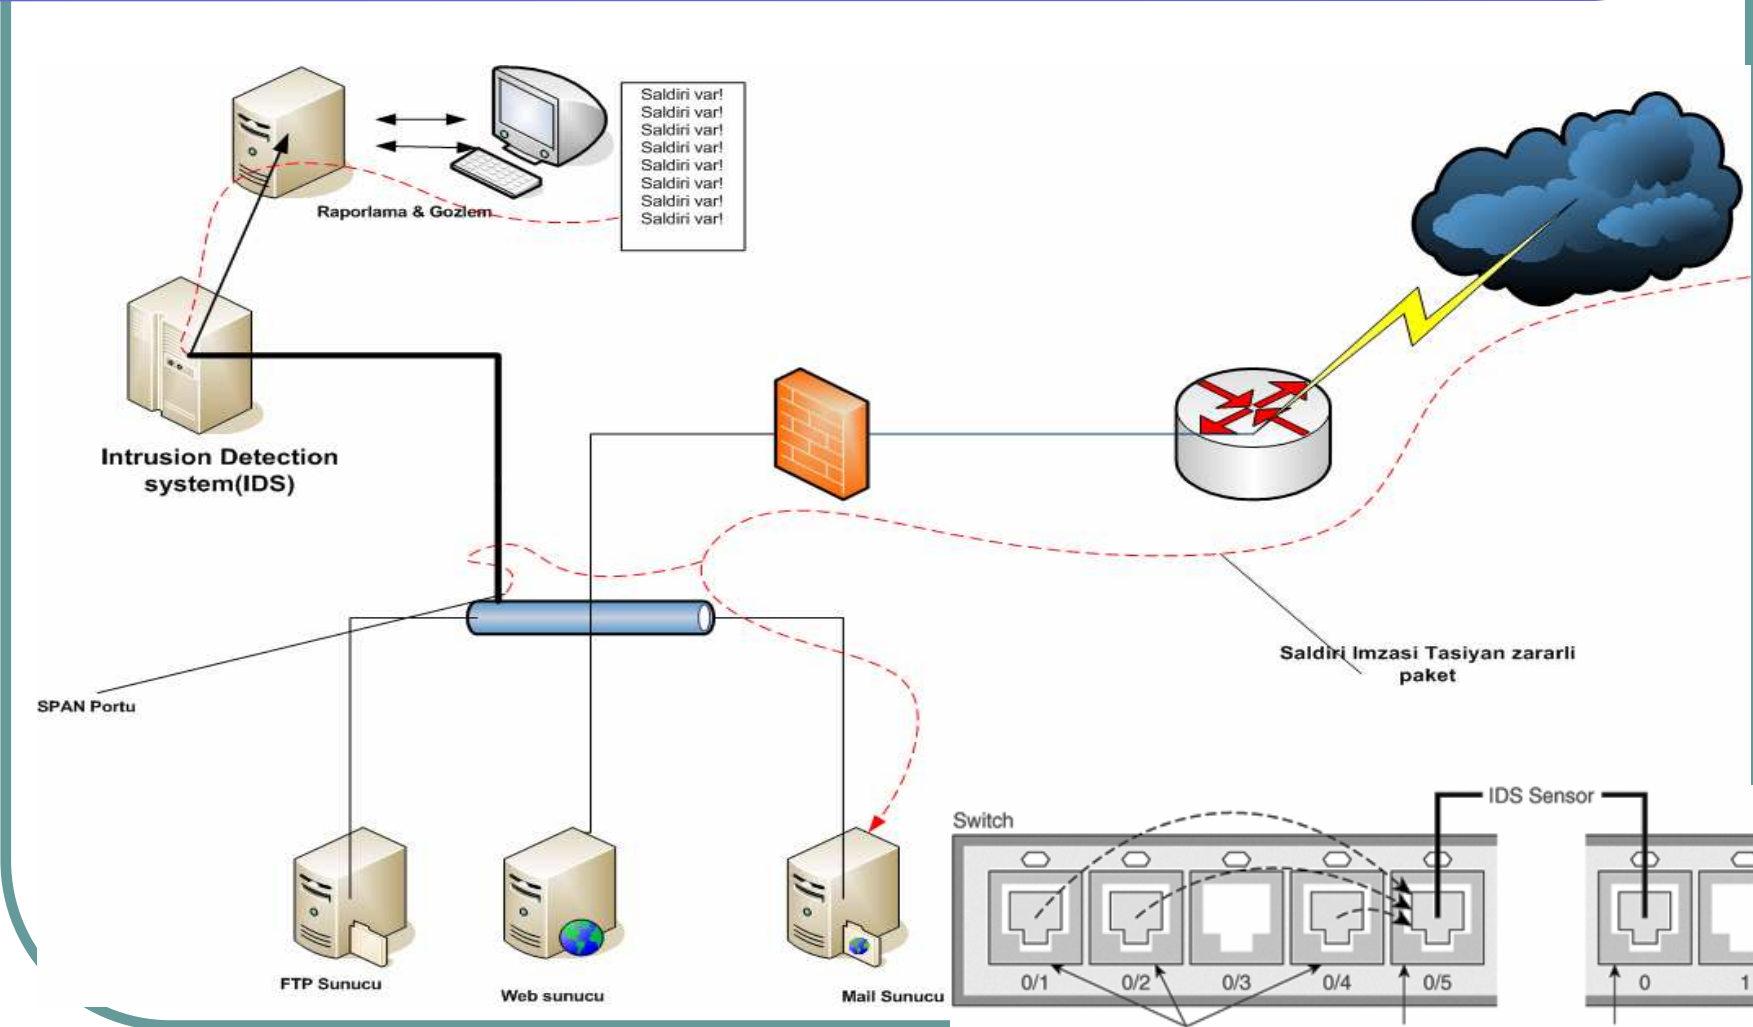 Saldiri var!
Saldiri var!
Saldiri var!
Saldiri var!
Saldiri var!
Saldiri var!
Saldiri var!
Saldiri var!
Raporlama & Gozlem
Intrusion Detection
system(IDS)
Saldiri Imzasi Tasiyan zararli
paket
SPAN Portu
FTP Sunucu
Web sunucu
Mail Sunucu
IDS Sensor
Switch
0/1
0/2
0/3
0/4
0/5
0
1